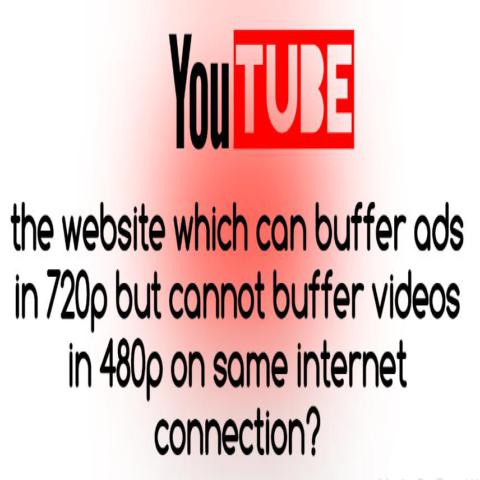 YouTUBE
the website which can buffer ads
in 720p but cannot buffer videos
in 480p on same internet
connection?